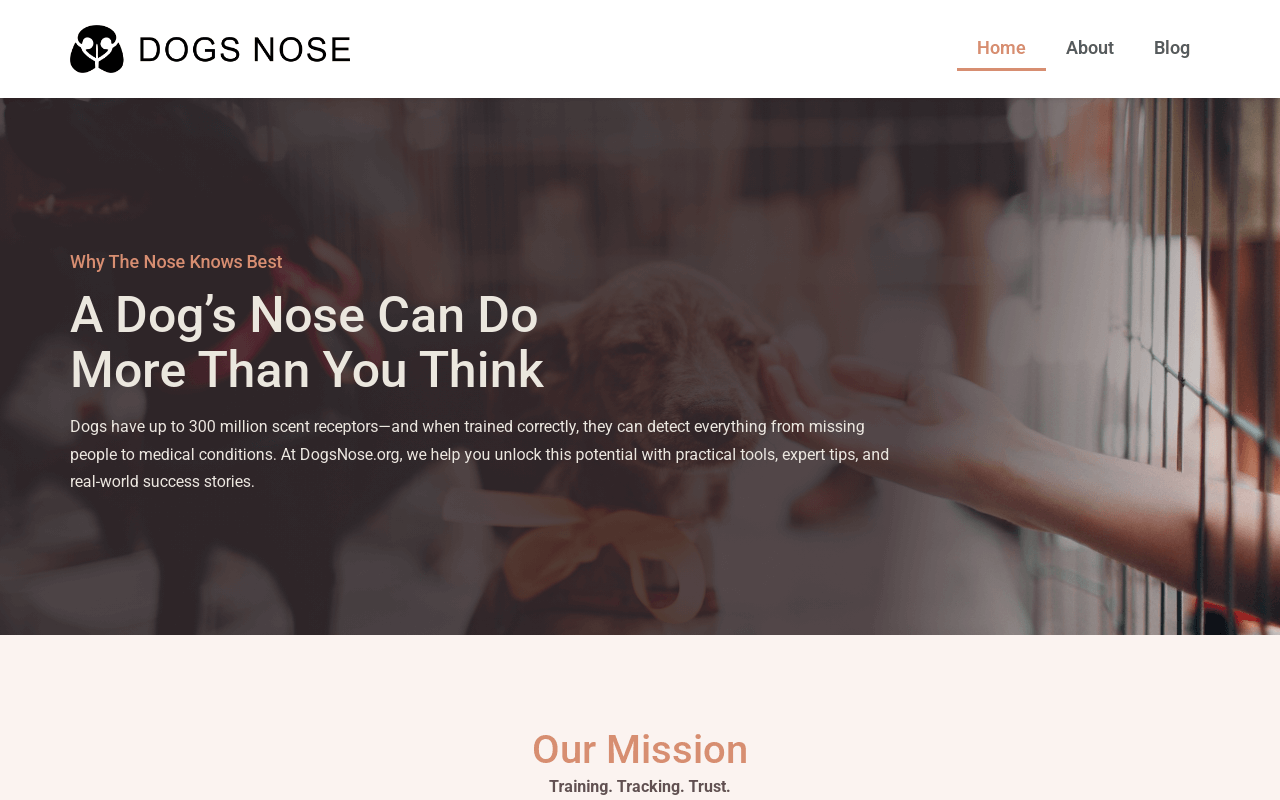 DOGS NOSE
Home
About
Blog
Why The Nose Knows Best
A Dog’s Nose Can Do
More Than You Think
Dogs have up to 300 million scent receptors—and when trained correctly, they can detect everything from missing
people to medical conditions. At DogsNose.org, we help you unlock this potential with practical tools, expert tips, and
real-world success stories.
Our Mission
Training. Tracking. Trust.